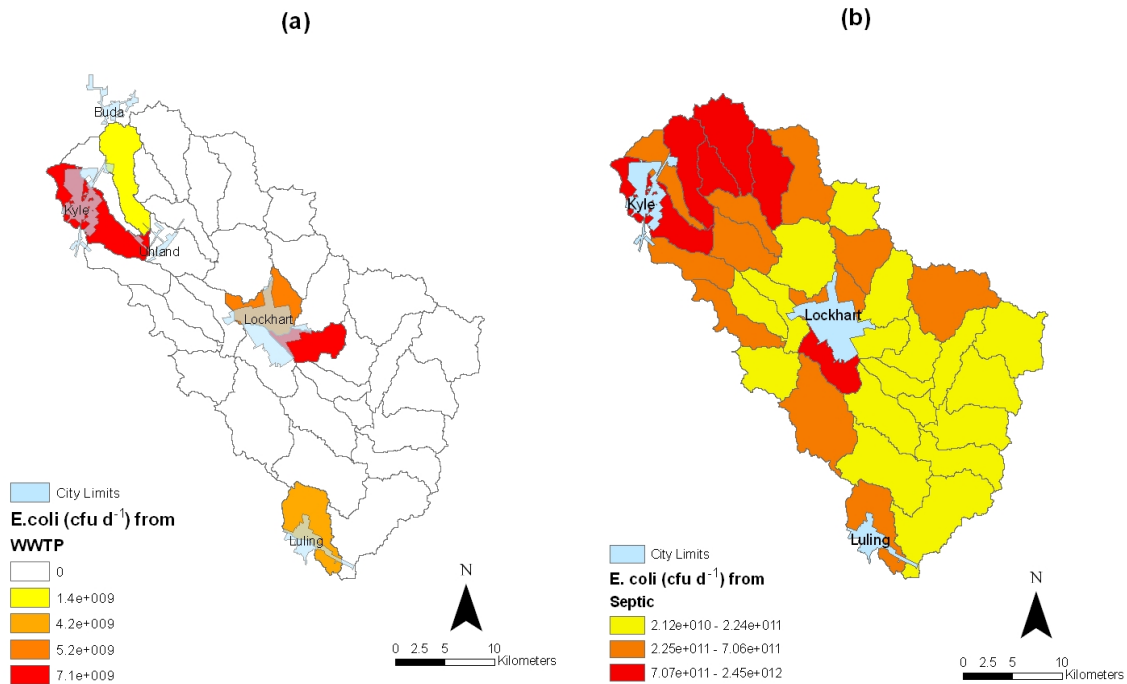 (a)
Buda
Kyle
Uhland
Lockhart
Luling
City Limits
E.coli (cfu d-1) from
WWTP
0
1.4e+009
4.2e+009
5.2e+009
7.1e+009
N
0 2.5 5 10
Kilometers
(b)
Kyle
Lockhart
Luling
City Limits
E. coli (cfu d-1) from
Septic
2.12e+010 - 2.24e+011
2.25e+011 - 7.06e+011
7.07e+011 - 2.45e+012
N
0 2.5 5 10
Kilometers